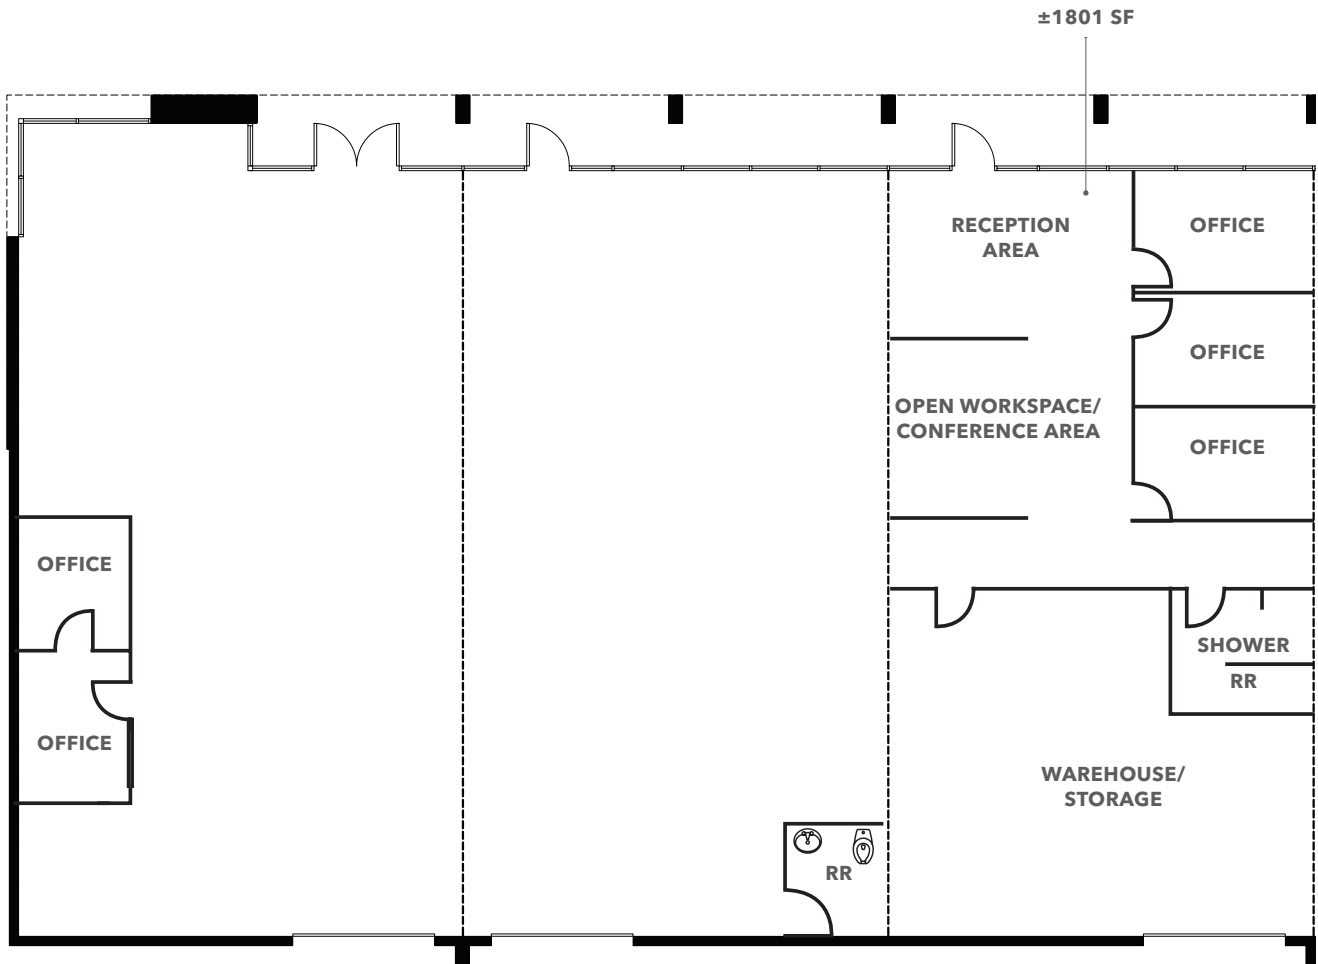 ±1801 SF
RECEPTION
AREA
OFFICE
OFFICE
OPEN WORKSPACE/
CONFERENCE AREA
OFFICE
OFFICE
SHOWER
RR
OFFICE
WAREHOUSE/
STORAGE
RR